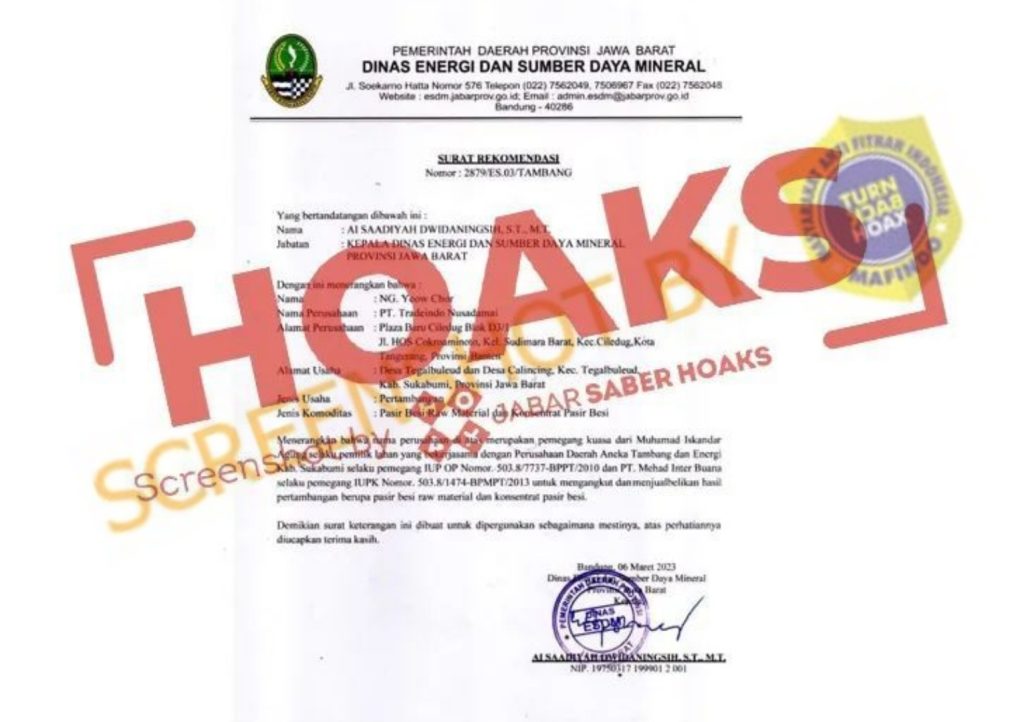 PEMERINTAH DAERAH PROVINSI JAWA BARAT
DINAS ENERGI DAN SUMBER DAYA MINERAL
Jl. Soekarno Hatta Nomor 576 Telepon (022) 7562049, 7506967 Fax (022) 7562048
Website : esdm.jabarprov.go.id; Email : admin.esdm@jabarprov.go.id
Bandung - 40286
SURAT REKOMENDASI
Nomor : 2879/ES.03/TAMBANG
Yang bertandatangan dibawah ini :
Nama : AI SAADIYAH DWIDANINGSIH, S.T., M.T.
Jabatan : KEPALA DINAS ENERGI DAN SUMBER DAYA MINERAL
PROVINSI JAWA BARAT
Dengan ini menerangkan bahwa :
Nama : NG. Yeow Chor
Nama Perusahaan : PT. Tradeindo Nusadamai
Alamat Perusahaan : Plaza Baru Ciledug Blok D3/1
Jl. HOS Cokroaminoto, Kel. Sudimara Barat, Kec.Ciledug,Kota
Tangerang, Provinsi Banten
Alamat Usaha : Desa Tegalbuleud dan Desa Calincing, Kec. Tegalbuleud,
Kab. Sukabumi, Provinsi Jawa Barat
Jenis Usaha : Pertambangan
Jenis Komoditas : Pasir Besi Raw Material dan Konsentrat Pasir Besi
Menerangkan bahwa nama perusahaan di atas merupakan pemegang kuasa dari Muhamad Iskandar
Agung selaku pemilik lahan yang bekerjasama dengan Perusahaan Daerah Aneka Tambang dan Energi
Kab. Sukabumi selaku pemegang IUP OP Nomor. 503.8/7737-BPPT/2010 dan PT. Mehad Inter Buana
selaku pemegang IUPK Nomor. 503.8/1474-BPMPT/2013 untuk mengangkut dan menjualbelikan hasil
pertambangan berupa pasir besi raw material dan konsentrat pasir besi.
Demikian surat keterangan ini dibuat untuk dipergunakan sebagaimana mestinya, atas perhatiannya
diucapkan terima kasih.
Bandung, 06 Maret 2023
Dinas Sumber Daya Mineral
Provinsi Jawa Barat
PEMERINTAH DAERAH PROVINSI
DINAS
ESDM
AI SAADIYAH DWIDANINGSIH, S.T., M.T.
NIP. 19750317 199901 2 001
HOAKS
SCREENSHOT BY
Screenshot by JABAR SABER HOAKS
MASYARAKAT ANTI FITNAH INDONESIA
TURN
BACK
HOAX
MAFINDO